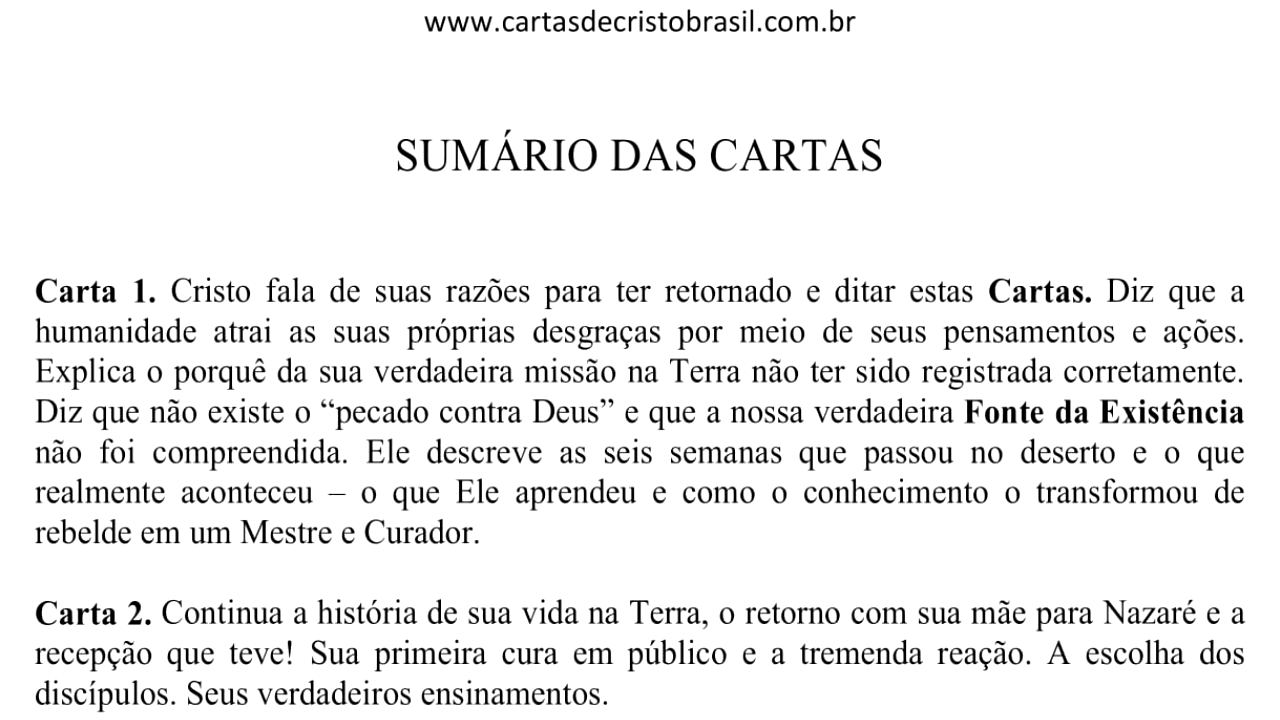 www.cartasdecristobrasil.com.br
SUMÁRIO DAS CARTAS
Carta 1. Cristo fala de suas razões para ter retornado e ditar estas Cartas. Diz que a
humanidade atrai as suas próprias desgraças por meio de seus pensamentos e ações.
Explica o porquê da sua verdadeira missão na Terra não ter sido registrada corretamente.
Diz que não existe o “pecado contra Deus” e que a nossa verdadeira Fonte da Existência
não foi compreendida. Ele descreve as seis semanas que passou no deserto e o que
realmente aconteceu – o que Ele aprendeu e como o conhecimento o transformou de
rebelde em um Mestre e Curador.
Carta 2. Continua a história de sua vida na Terra, o retorno com sua mãe para Nazaré e a
recepção que teve! Sua primeira cura em público e a tremenda reação. A escolha dos
discípulos. Seus verdadeiros ensinamentos.